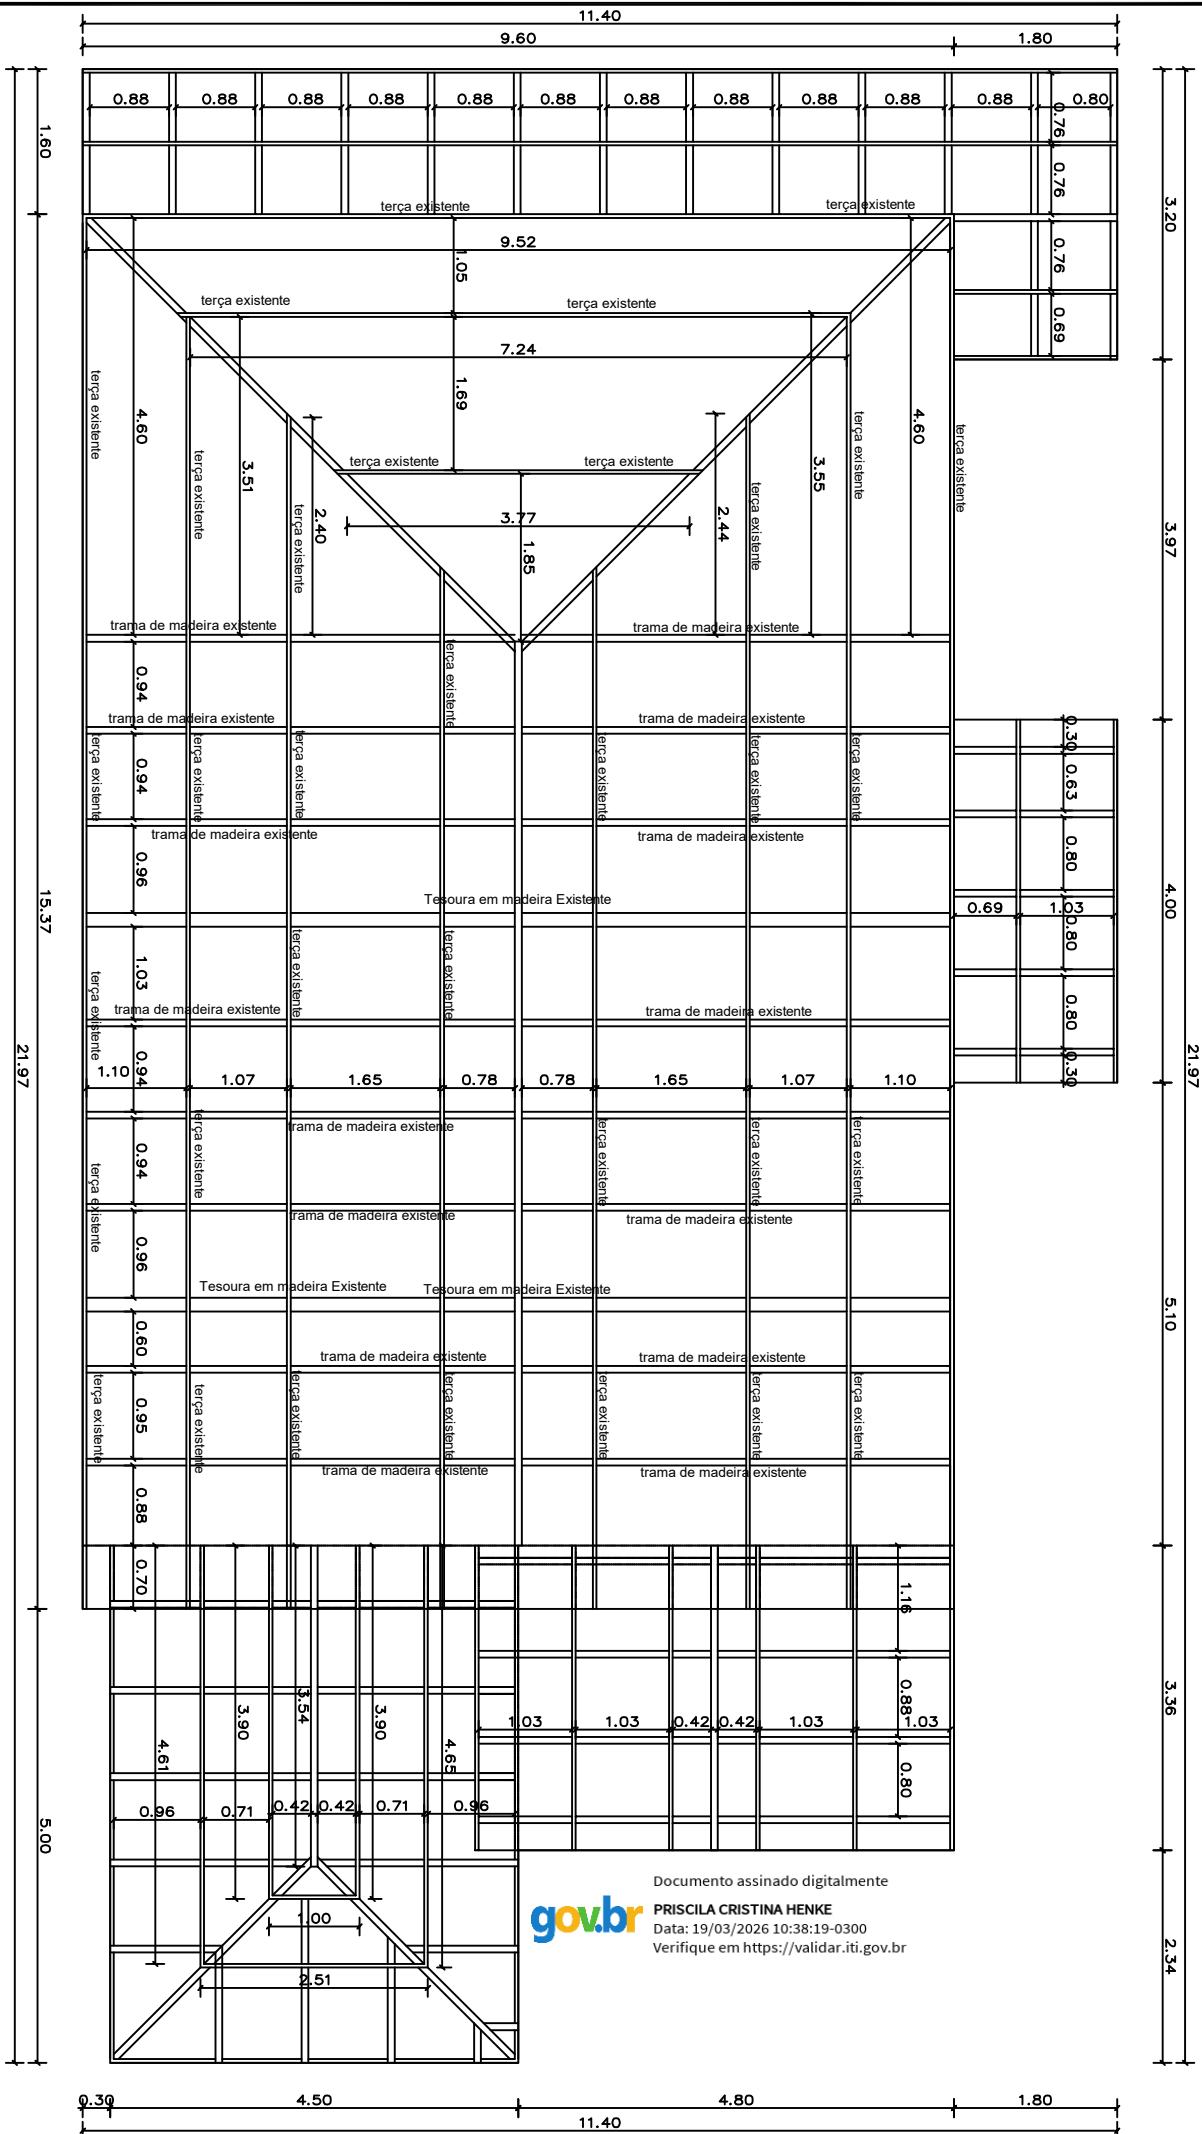 11.40
9.60 1.80
0.88 0.88 0.88 0.88 0.88 0.88 0.88 0.88 0.88 0.88 0.88 0.80
1.60
0.76
0.76
3.20
terça existente terça existente
9.52
1.05
0.76
0.69
terça existente terça existente
7.24
1.69
terça existente
4.60
terça existente
3.51
terça existente
2.40
terça existente terça existente
3.77
1.85
2.44
terça existente
3.55
terça existente
4.60
terça existente
3.97
trama de madeira existente trama de madeira existente
0.94
terça existente
trama de madeira existente trama de madeira existente
0.30
0.63
terça existente
0.94
terça existente
terça existente
terça existente
terça existente
terça existente
trama de madeira existente trama de madeira existente
0.96
0.80
Tesoura em madeira Existente
0.69 1.03
4.00
15.37
0.80
terça existente
1.03
terça existente
terça existente
0.80
trama de madeira existente trama de madeira existente
21.97
21.97
0.94
0.30
1.10 1.07 1.65 0.78 0.78 1.65 1.07 1.10
trama de madeira existente
0.94
terça existente
terça existente
terça existente
terça existente
terça existente
trama de madeira existente trama de madeira existente
0.96
Tesoura em madeira Existente Tesoura em madeira Existente
5.10
0.60
trama de madeira existente trama de madeira existente
terça existente
0.95
terça existente
terça existente
terça existente
terça existente
terça existente
terça existente
trama de madeira existente trama de madeira existente
0.88
0.70
1.16
3.90
3.54
3.90
4.61
4.65
0.88
3.36
1.03 1.03 0.42 0.42 1.03 1.03
0.80
0.96 0.71 0.42 0.42 0.71 0.96
5.00
1.00
2.51
gov.br
Documento assinado digitalmente
PRISCILA CRISTINA HENKE
Data: 19/03/2026 10:38:19-0300
Verifique em https://validar.iti.gov.br
2.34
0.30 4.50 4.80 1.80
11.40